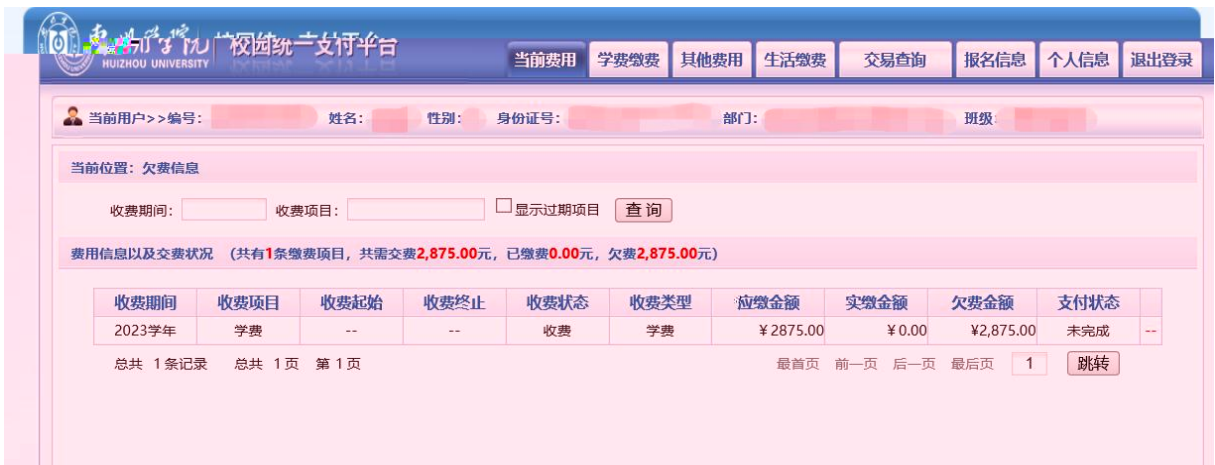 校园统一支付平台
HUIZHOU UNIVERSITY
当前费用 学费缴费 其他费用 生活缴费 交易查询 报名信息 个人信息 退出登录
当前用户>>编号: 姓名: 性别: 身份证号: 部门: 班级:
当前位置: 欠费信息
收费期间: 收费项目: 显示过期项目 查 询
费用信息以及交费状况 (共有1条缴费项目, 共需交费2,875.00元, 已缴费0.00元, 欠费2,875.00元)
收费期间 收费项目 收费起始 收费终止 收费状态 收费类型 应缴金额 实缴金额 欠费金额 支付状态
2023学年 学费 -- -- 收费 学费 ¥2875.00 ¥0.00 ¥2,875.00 未完成 --
总共 1条记录 总共 1页 第1页 最首页 前一页 后一页 最后页 1 跳转